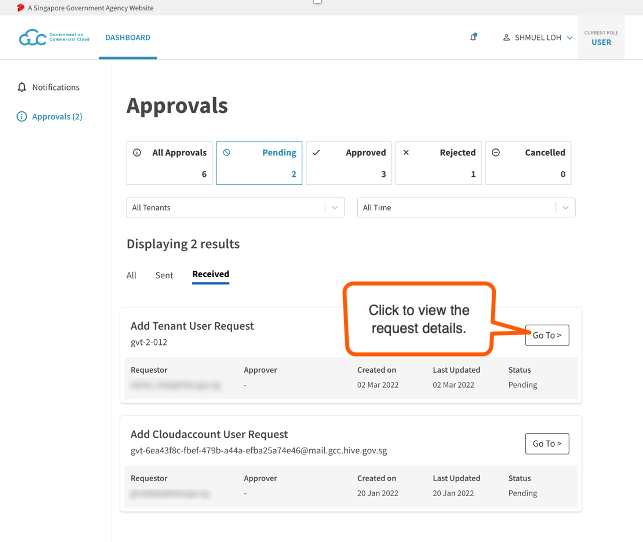 A Singapore Government Agency Website
GCC Government on Commercial Cloud
DASHBOARD
SHMUEL LOH
CURRENT ROLE
USER
Notifications
Approvals (2)
Approvals
All Approvals
6
Pending
2
Approved
3
Rejected
1
Cancelled
0
All Tenants
All Time
Displaying 2 results
All Sent Received
Click to view the
request details.
Add Tenant User Request
gvt-2-012
Go To >
Requestor Approver Created on Last Updated Status
- 02 Mar 2022 02 Mar 2022 Pending
Add Cloudaccount User Request
gvt-6ea43f8c-fbef-479b-a44a-efba25a74e46@mail.gcc.hive.gov.sg
Go To >
Requestor Approver Created on Last Updated Status
- 20 Jan 2022 20 Jan 2022 Pending